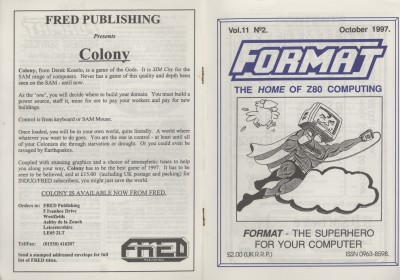 FRED PUBLISHING
Presents
Colony
Colony, from Derek Koselo, is a game of the Gods. It is SIM City for the
SAM range of computers. Never has a game of this quality and depth been
seen on the SAM - until now.
As the "one", you will decide where to build your domain. You must build a
power source, staff it, must for use to pay your workers and pay for new
buildings.
Control is from keyboard or SAM Mouse.
Once loaded, you will be in your own world, quite literally. A world where
whatever you want to do goes. You are the one in control - at least until all
of your Colonists die through starvation or drought. Or you could even be
ravaged by Earthquakes.
Coupled with stunning graphics and a choice of atmospheric tunes to help
you along your way, Colony has to be the best game of 1997. It has to be
seen to be believed, and at £15.00 (including UK postage and packing) for
INDUG/FRED subscribers, you might just save the world.
COLONY IS AVAILABLE NOW FROM FRED.
Orders to: FRED Publishing
5 Ivanhoe Drive
Westfields
Ashby de la Zouch
Leicestershire
LE65 2LT
Tel/Fax: (01530) 416207
Send a stamped addressed envelope for full
list of FRED titles.
FRED
PUBLISHING
Vol.11 Nº2. October 1997.
FORMAT
THE HOME OF Z80 COMPUTING
FORMAT - THE SUPERHERO
FOR YOUR COMPUTER
£2.00 (U.K R.R.P.) ISSN 0963-8598.